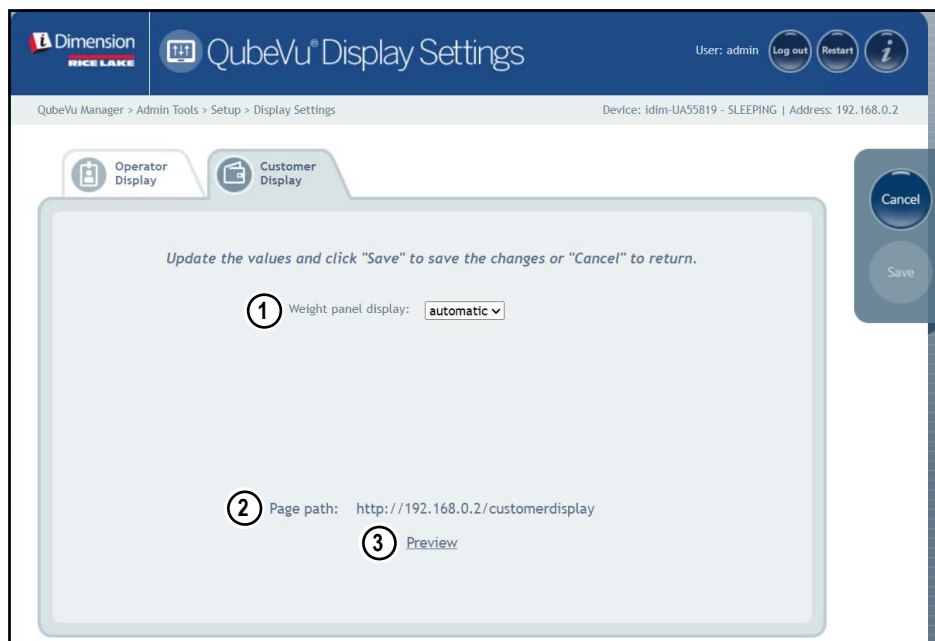 i Dimension
RICE LAKE
QubeVu® Display Settings
User: admin
Log out
Restart
i
QubeVu Manager > Admin Tools > Setup > Display Settings
Device: idim-UA55819 - SLEEPING | Address: 192.168.0.2
Operator
Display
Customer
Display
Cancel
Save
Update the values and click "Save" to save the changes or "Cancel" to return.
1 Weight panel display: automatic
2 Page path: http://192.168.0.2/customerdisplay
3 Preview